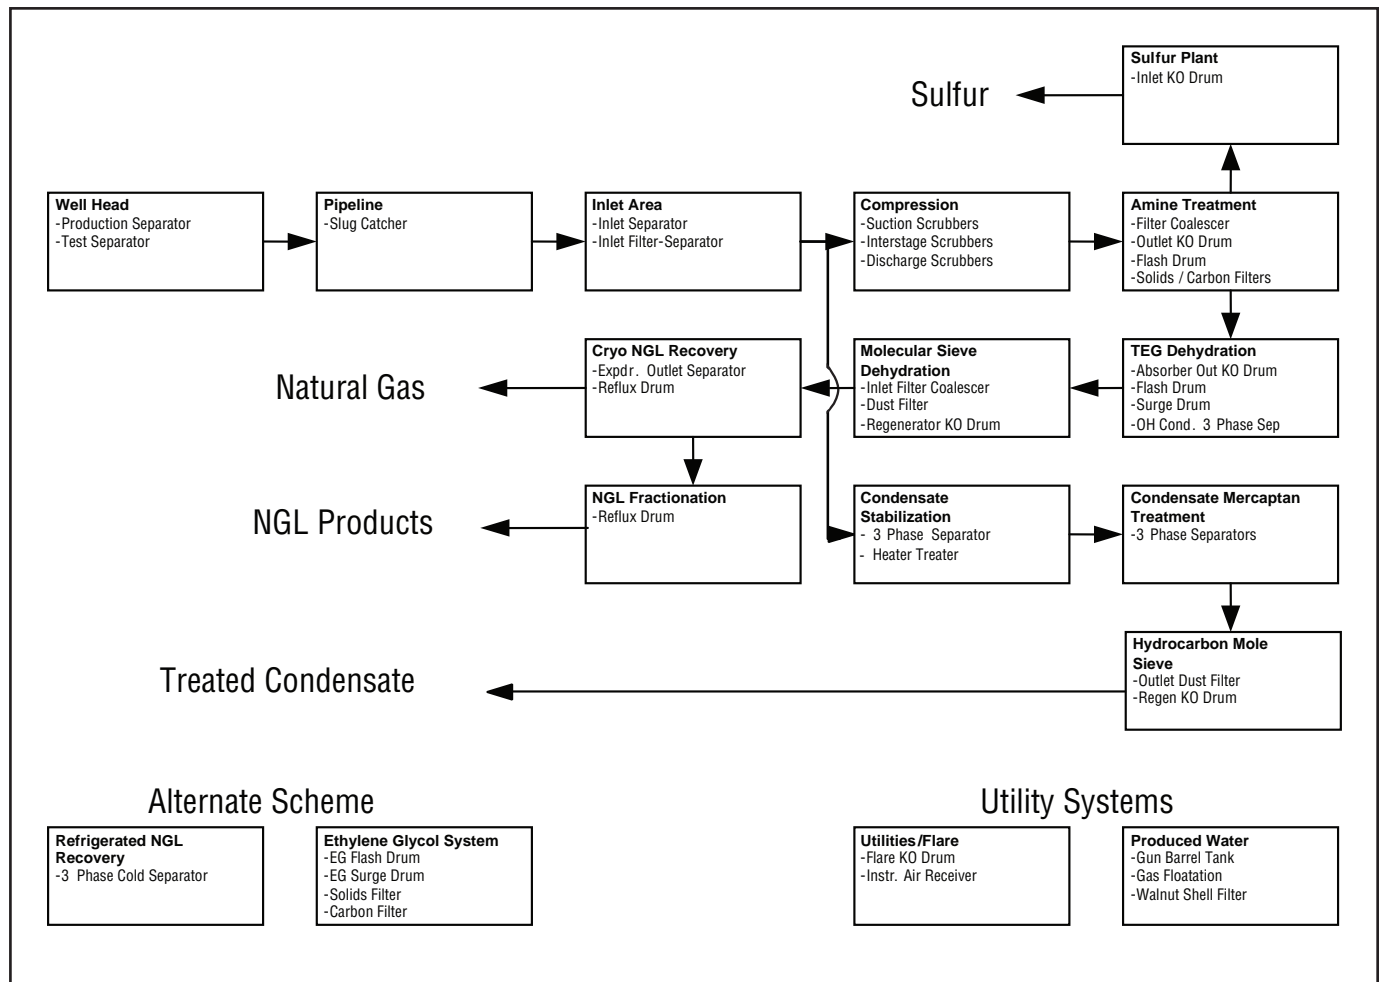 Sulfur Plant
-Inlet KO Drum
Sulfur
Well Head
-Production Separator
-Test Separator
Pipeline
-Slug Catcher
Inlet Area
-Inlet Separator
-Inlet Filter-Separator
Compression
-Suction Scrubbers
-Interstage Scrubbers
-Discharge Scrubbers
Amine Treatment
-Filter Coalescer
-Outlet KO Drum
-Flash Drum
-Solids / Carbon Filters
Natural Gas
Cryo NGL Recovery
-Expdr. Outlet Separator
-Reflux Drum
Molecular Sieve
Dehydration
-Inlet Filter Coalescer
-Dust Filter
-Regenerator KO Drum
TEG Dehydration
-Absorber Out KO Drum
-Flash Drum
-Surge Drum
-OH Cond. 3 Phase Sep
NGL Products
NGL Fractionation
-Reflux Drum
Condensate
Stabilization
- 3 Phase Separator
- Heater Treater
Condensate Mercaptan
Treatment
-3 Phase Separators
Treated Condensate
Hydrocarbon Mole
Sieve
-Outlet Dust Filter
-Regen KO Drum
Alternate Scheme
Refrigerated NGL
Recovery
-3 Phase Cold Separator
Ethylene Glycol System
-EG Flash Drum
-EG Surge Drum
-Solids Filter
-Carbon Filter
Utility Systems
Utilities/Flare
-Flare KO Drum
-Instr. Air Receiver
Produced Water
-Gun Barrel Tank
-Gas Floatation
-Walnut Shell Filter